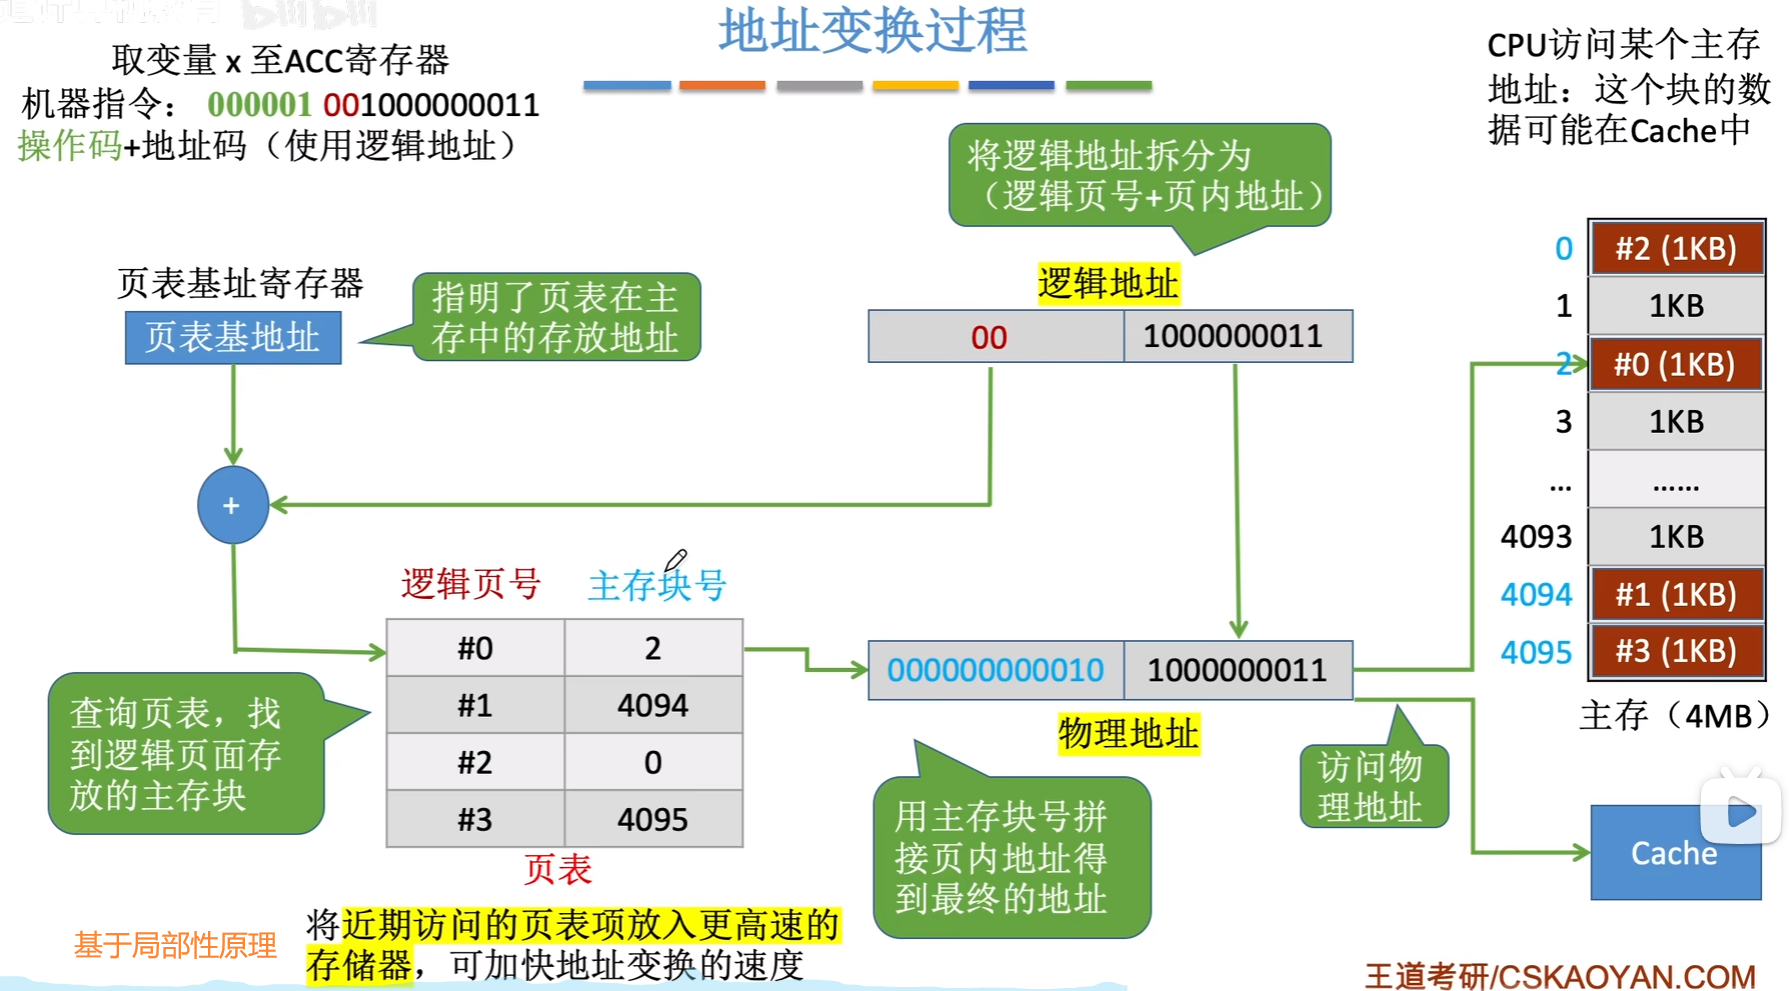 bilibili
地址变换过程
取变量 x 至ACC寄存器
机器指令： 000001 001000000011
操作码+地址码（使用逻辑地址）
CPU访问某个主存
地址：这个块的数
据可能在Cache中
将逻辑地址拆分为
（逻辑页号+页内地址）
页表基址寄存器
页表基地址
指明了页表在主
存中的存放地址
逻辑地址
00 1000000011
+
逻辑页号 主存块号
#0 2
#1 4094
#2 0
#3 4095
页表
查询页表，找
到逻辑页面存
放的主存块
000000000010 1000000011
物理地址
用主存块号拼
接页内地址得
到最终的地址
访问物
理地址
0 #2 (1KB)
1 1KB
2 #0 (1KB)
3 1KB
... ......
4093 1KB
4094 #1 (1KB)
4095 #3 (1KB)
主存（4MB）
Cache
基于局部性原理
将近期访问的页表项放入更高速的
存储器，可加快地址变换的速度
王道考研/CSKAOYAN.COM